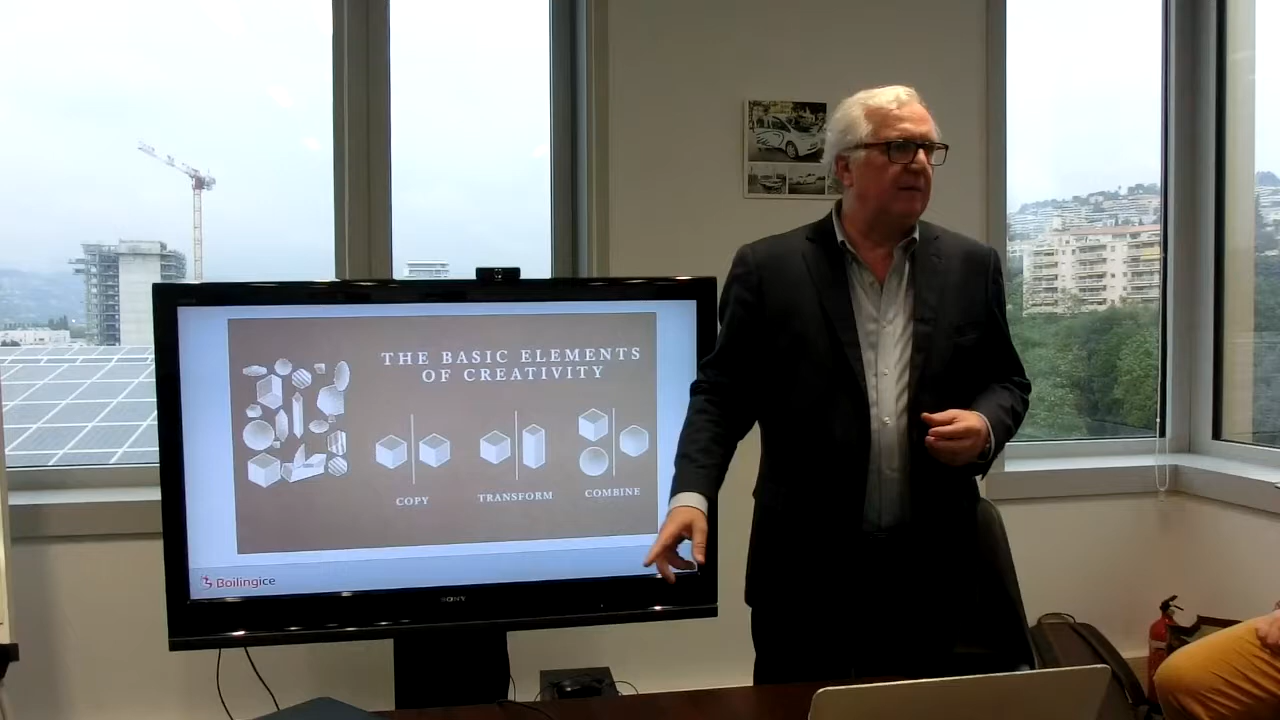 THE BASIC ELEMENTS
OF CREATIVITY
COPY
TRANSFORM
COMBINE
Boilingice
SONY